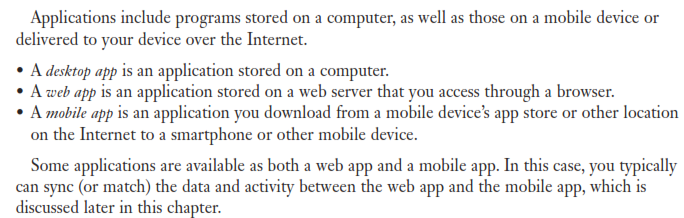 Applications include programs stored on a computer, as well as those on a mobile device or
delivered to your device over the Internet.
• A desktop app is an application stored on a computer.
• A web app is an application stored on a web server that you access through a browser.
• A mobile app is an application you download from a mobile device’s app store or other location
on the Internet to a smartphone or other mobile device.
Some applications are available as both a web app and a mobile app. In this case, you typically
can sync (or match) the data and activity between the web app and the mobile app, which is
discussed later in this chapter.